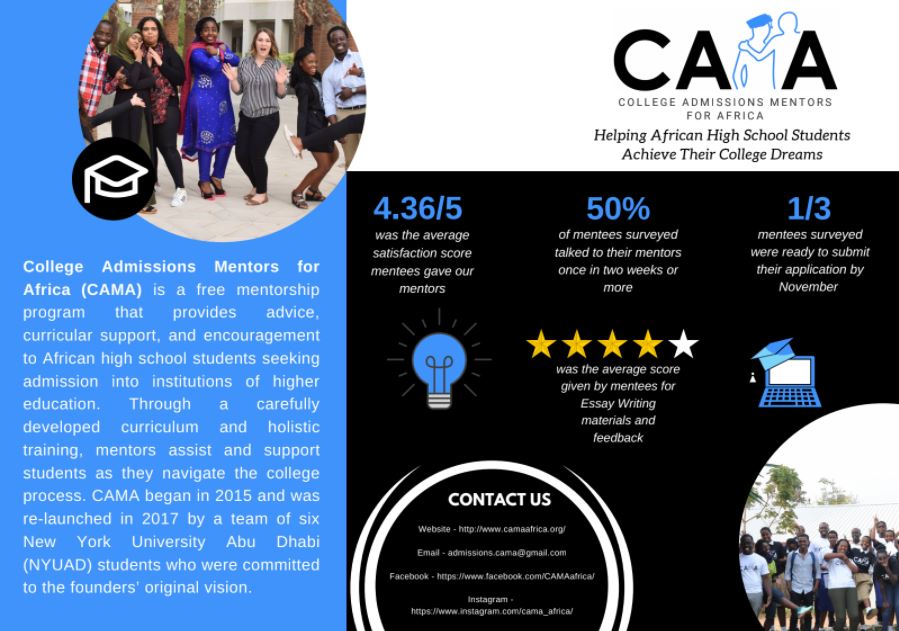 CAMA
COLLEGE ADMISSIONS MENTORS
FOR AFRICA
Helping African High School Students
Achieve Their College Dreams
College Admissions Mentors for
Africa (CAMA) is a free mentorship
program that provides advice,
curricular support, and encouragement
to African high school students seeking
admission into institutions of higher
education. Through a carefully
developed curriculum and holistic
training, mentors assist and support
students as they navigate the college
process. CAMA began in 2015 and was
re-launched in 2017 by a team of six
New York University Abu Dhabi
(NYUAD) students who were committed
to the founders’ original vision.
4.36/5
was the average
satisfaction score
mentees gave our
mentors
50%
of mentees surveyed
talked to their mentors
once in two weeks or
more
1/3
mentees surveyed
were ready to submit
their application by
November
was the average score
given by mentees for
Essay Writing
materials and
feedback
CONTACT US
Website - http://www.camaafrica.org/
Email - admissions.cama@gmail.com
Facebook - https://www.facebook.com/CAMAafrica/
Instagram -
https://www.instagram.com/cama_africa/